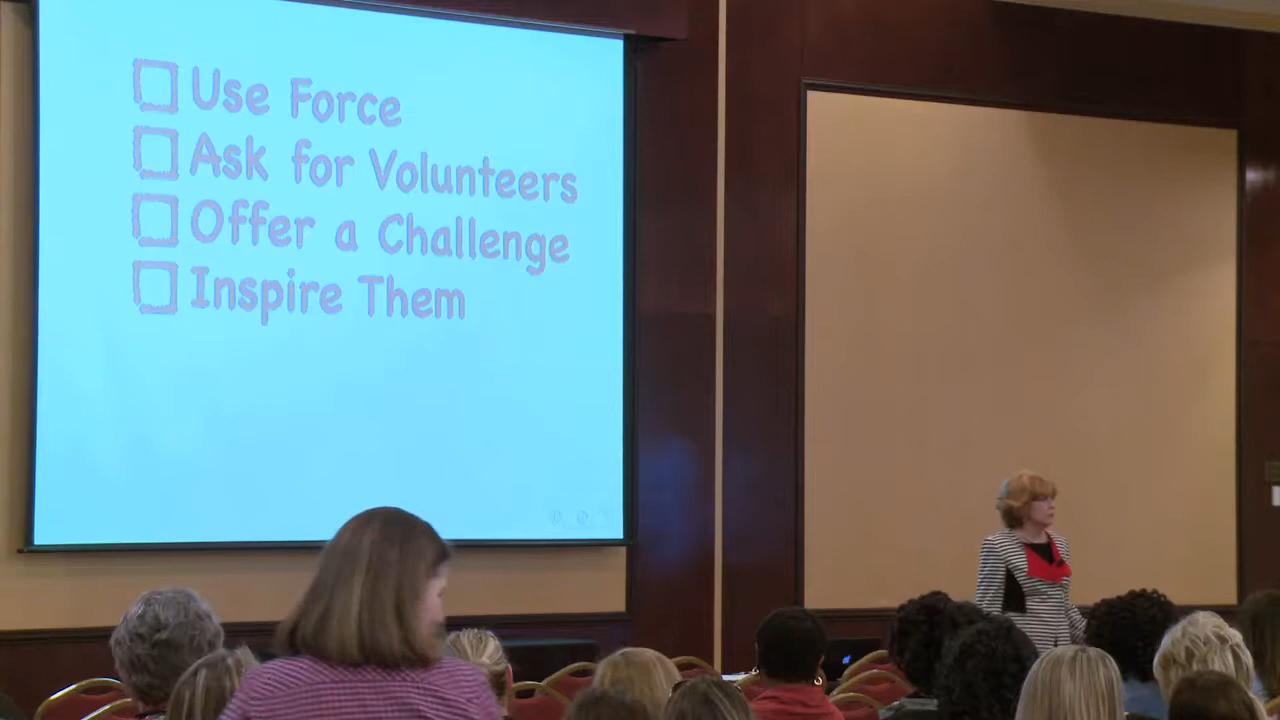 Use Force
Ask for Volunteers
Offer a Challenge
Inspire Them